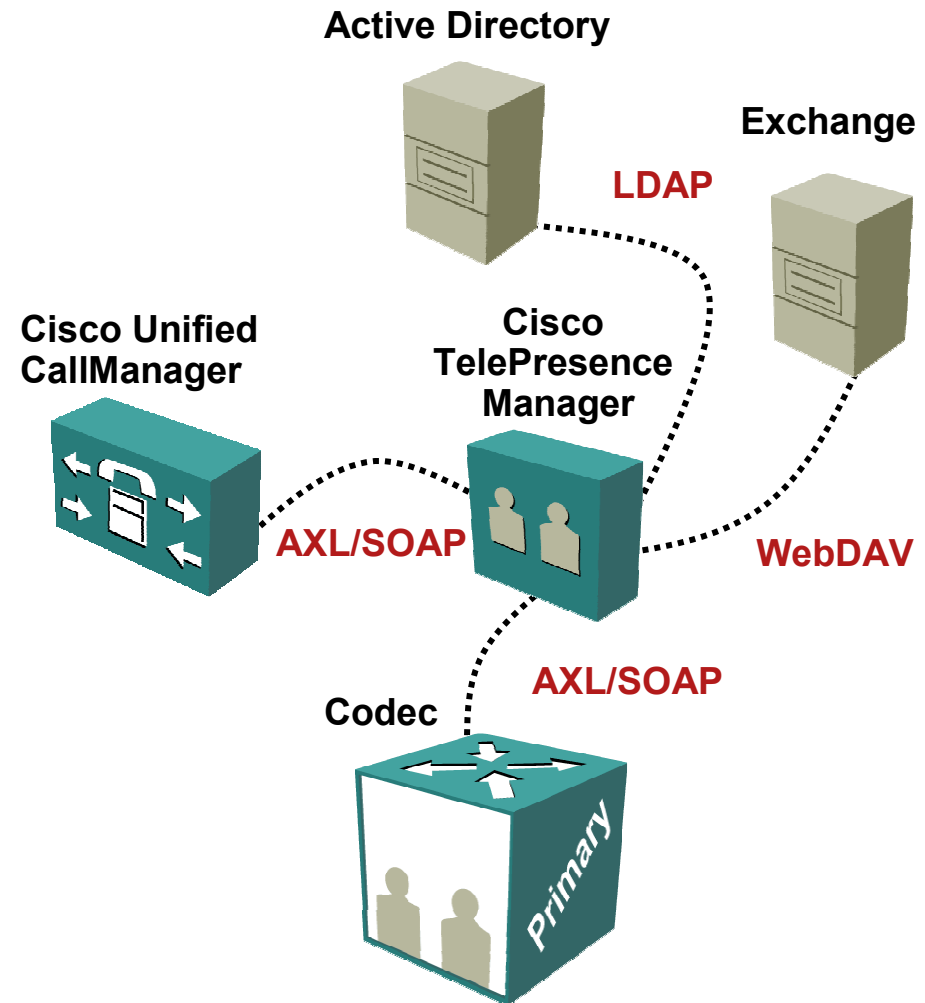 Active Directory
Exchange
LDAP
Cisco Unified
CallManager
Cisco
TelePresence
Manager
AXL/SOAP
WebDAV
AXL/SOAP
Codec
Primary